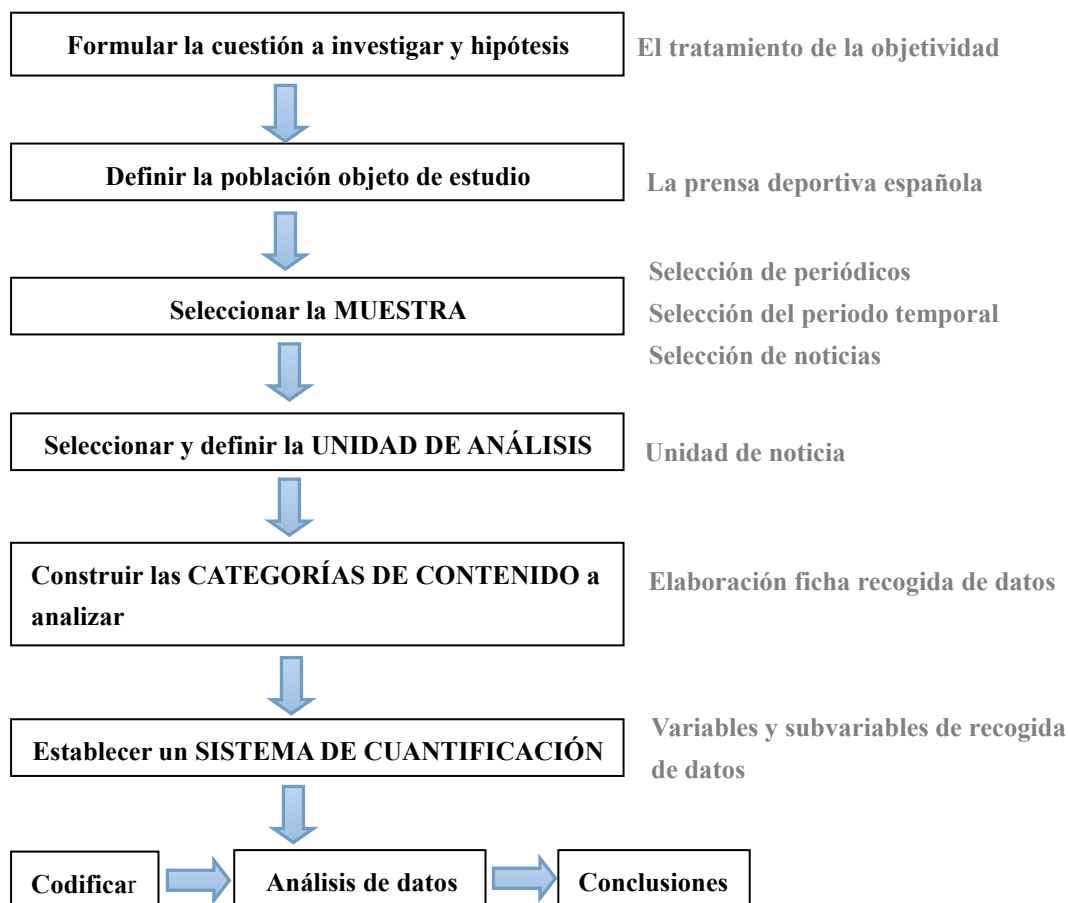 Formular la cuestión a investigar y hipótesis
El tratamiento de la objetividad
Definir la población objeto de estudio
La prensa deportiva española
Seleccionar la MUESTRA
Selección de periódicos
Selección del periodo temporal
Selección de noticias
Seleccionar y definir la UNIDAD DE ANÁLISIS
Unidad de noticia
Construir las CATEGORÍAS DE CONTENIDO a
analizar
Elaboración ficha recogida de datos
Establecer un SISTEMA DE CUANTIFICACIÓN
Variables y subvariables de recogida
de datos
Codificar
Análisis de datos
Conclusiones